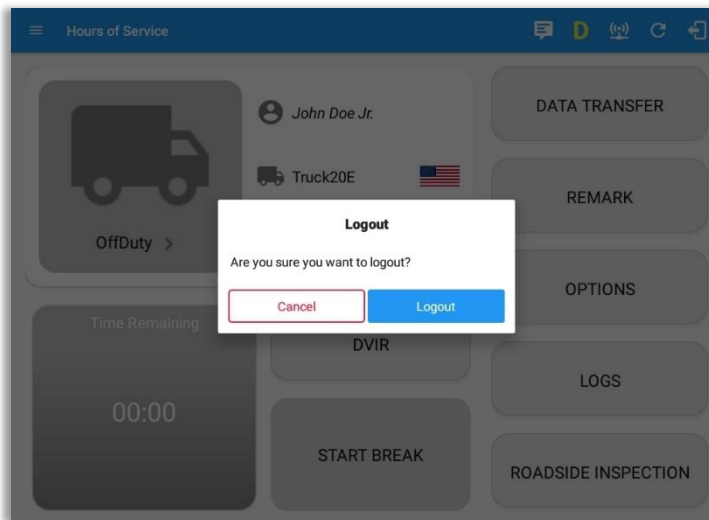 Hours of Service
D
John Doe Jr.
Truck20E
OffDuty >
DATA TRANSFER
REMARK
OPTIONS
LOGS
ROADSIDE INSPECTION
Logout
Are you sure you want to logout?
Cancel
Logout
Time Remaining
00:00
DVIR
START BREAK